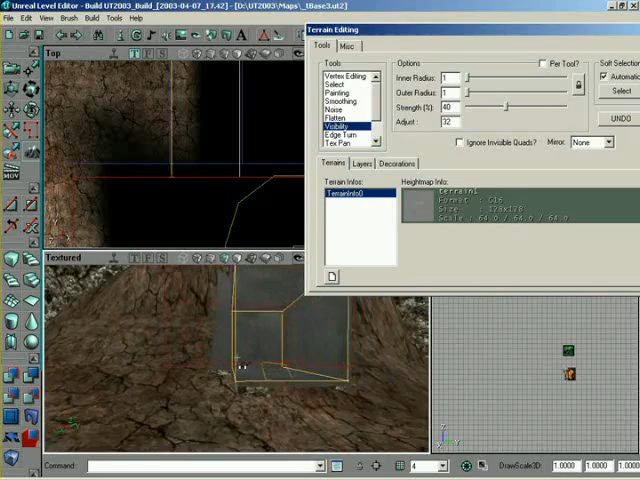 Unreal Level Editor - Build UT2003_Build_[2003-04-07_17.42] - [D:\UT2003\Maps\_tBase3.ut2]
File Edit View Brush Build Tools Help
Terrain Editing
Tools Misc
Top
Tools
Vertex Editing
Select
Painting
Smoothing
Noise
Flatten
Visibility
Edge Turn
Tex Pan
Options
Per Tool?
Inner Radius: 1
Outer Radius: 1
Strength (%): 40
Adjust: 32
Ignore Invisible Quads?
Mirror: None
Soft Selection
Automatic
Select
UNDO
MOV
Terrains Layers Decorations
Terrain Infos:
TerrainInfo0
Heightmap Info:
terrain1
Format : G16
Size : 128x128
Scale : 64.0 / 64.0 / 64.0
Textured
Command:
4
DrawScale3D: 1.0000 1.0000 1.0000